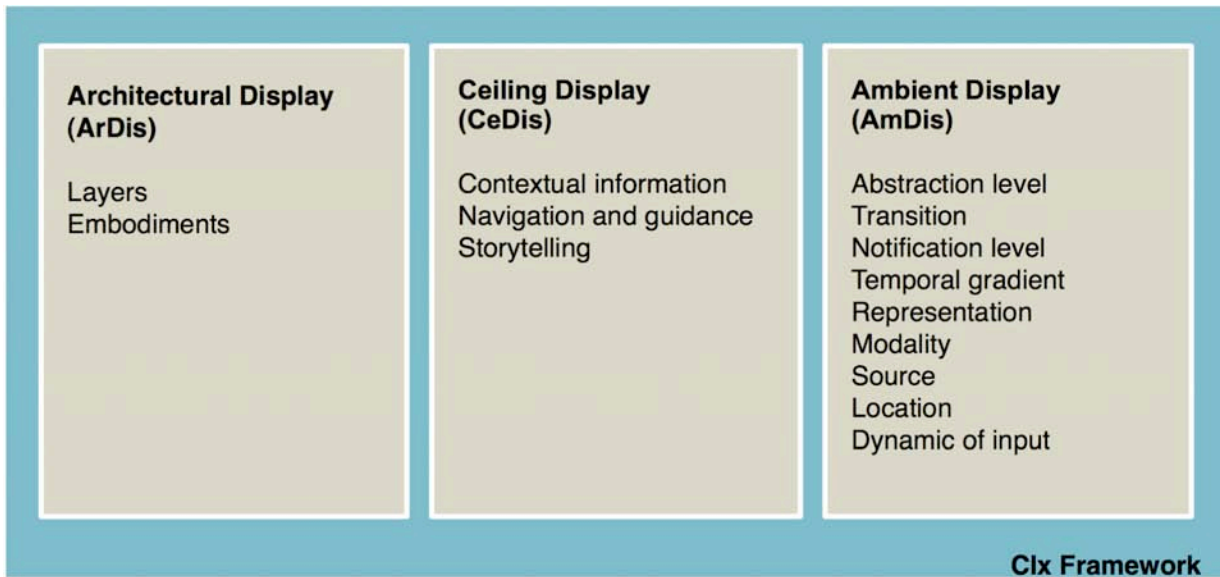 Architectural Display
(ArDis)
Layers
Embodiments
Ceiling Display
(CeDis)
Contextual information
Navigation and guidance
Storytelling
Ambient Display
(AmDis)
Abstraction level
Transition
Notification level
Temporal gradient
Representation
Modality
Source
Location
Dynamic of input
CIx Framework